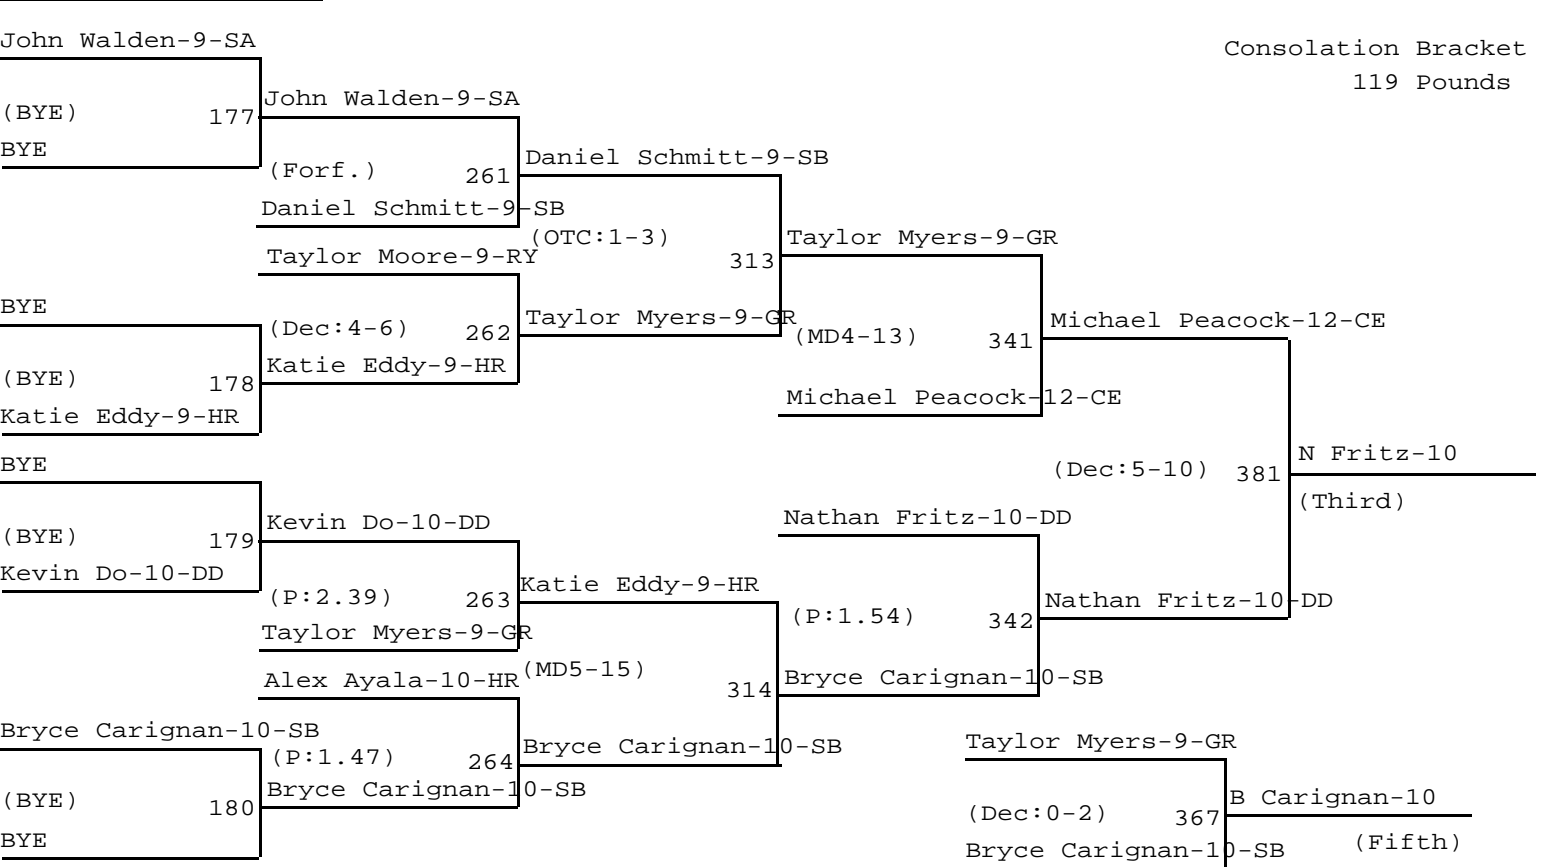 John Walden-9-SA
Consolation Bracket
119 Pounds
(BYE) 177
John Walden-9-SA
BYE
(Forf.) 261
Daniel Schmitt-9-SB
Daniel Schmitt-9-SB
(OTC:1-3) 313
Taylor Myers-9-GR
Taylor Moore-9-RY
BYE
(Dec:4-6) 262
Taylor Myers-9-GR
(MD4-13) 341
Michael Peacock-12-CE
Katie Eddy-9-HR
(BYE) 178
Michael Peacock-12-CE
Katie Eddy-9-HR
BYE
(Dec:5-10) 381
N Fritz-10
(Third)
Kevin Do-10-DD
Nathan Fritz-10-DD
(BYE) 179
Kevin Do-10-DD
Katie Eddy-9-HR
(P:2.39) 263
Nathan Fritz-10-DD
(P:1.54) 342
Taylor Myers-9-GR
(MD5-15) 314
Bryce Carignan-10-SB
Alex Ayala-10-HR
Bryce Carignan-10-SB
(P:1.47) 264
Bryce Carignan-10-SB
Taylor Myers-9-GR
Bryce Carignan-10-SB
(BYE) 180
B Carignan-10
(Dec:0-2) 367
(Fifth)
BYE
Bryce Carignan-10-SB